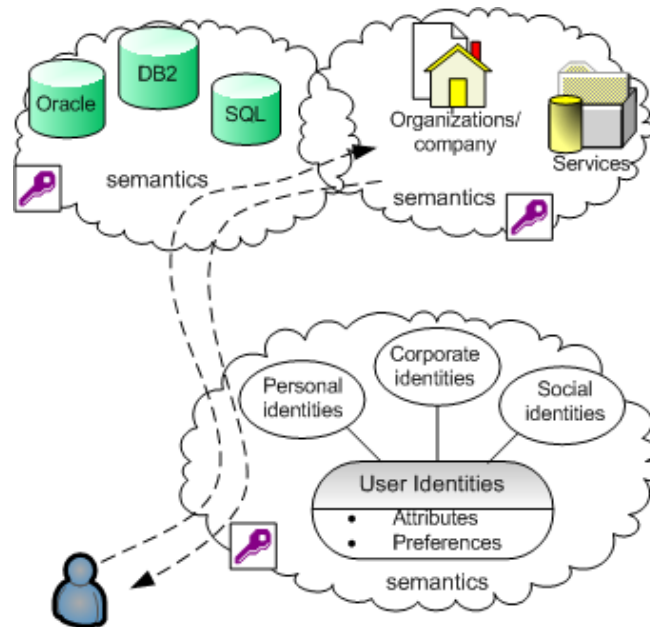 Oracle
DB2
SQL
semantics
Organizations/
company
Services
semantics
Personal
identities
Corporate
identities
Social
identities
User Identities
• Attributes
• Preferences
semantics